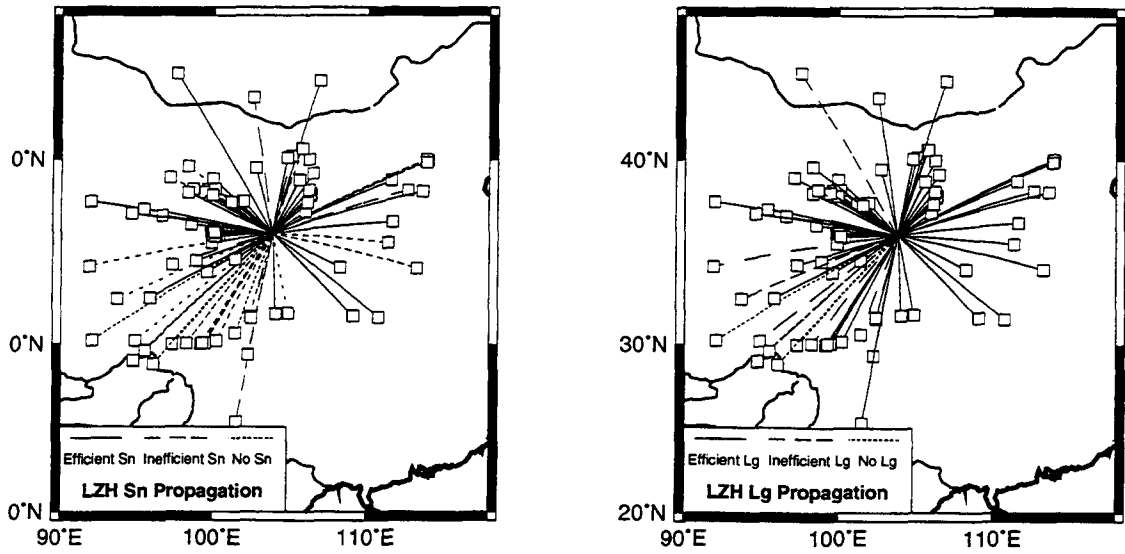 0°N
0°N
0°N
Efficient Sn Inefficient Sn No Sn
LZH Sn Propagation
90°E 100°E 110°E
40°N
30°N
20°N
Efficient Lg Inefficient Lg No Lg
LZH Lg Propagation
90°E 100°E 110°E